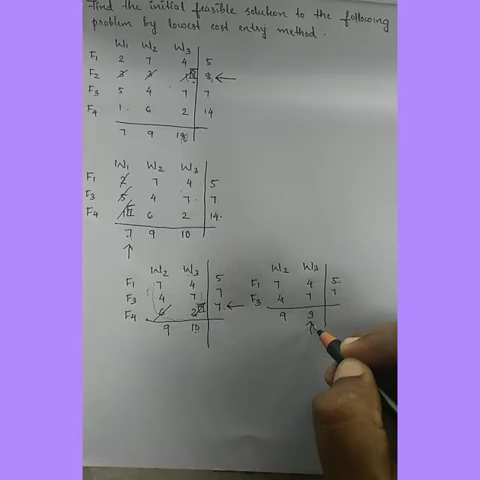 Find the initial feasible solution to the following
problem by lowest cost entry method.
W1 W2 W3
F1 2 7 4 5
F2 3 3 1 8
F3 5 4 7 7
F4 1 6 2 14
7 9 18
W1 W2 W3
F1 2 7 4 5
F3 5 4 7 7
F4 1 6 2 14
7 9 10
W2 W3
F1 7 4 5
F3 4 7 7
F4 6 2 7
9 10
W2 W3
F1 7 4 5
F3 4 7 7
9 3